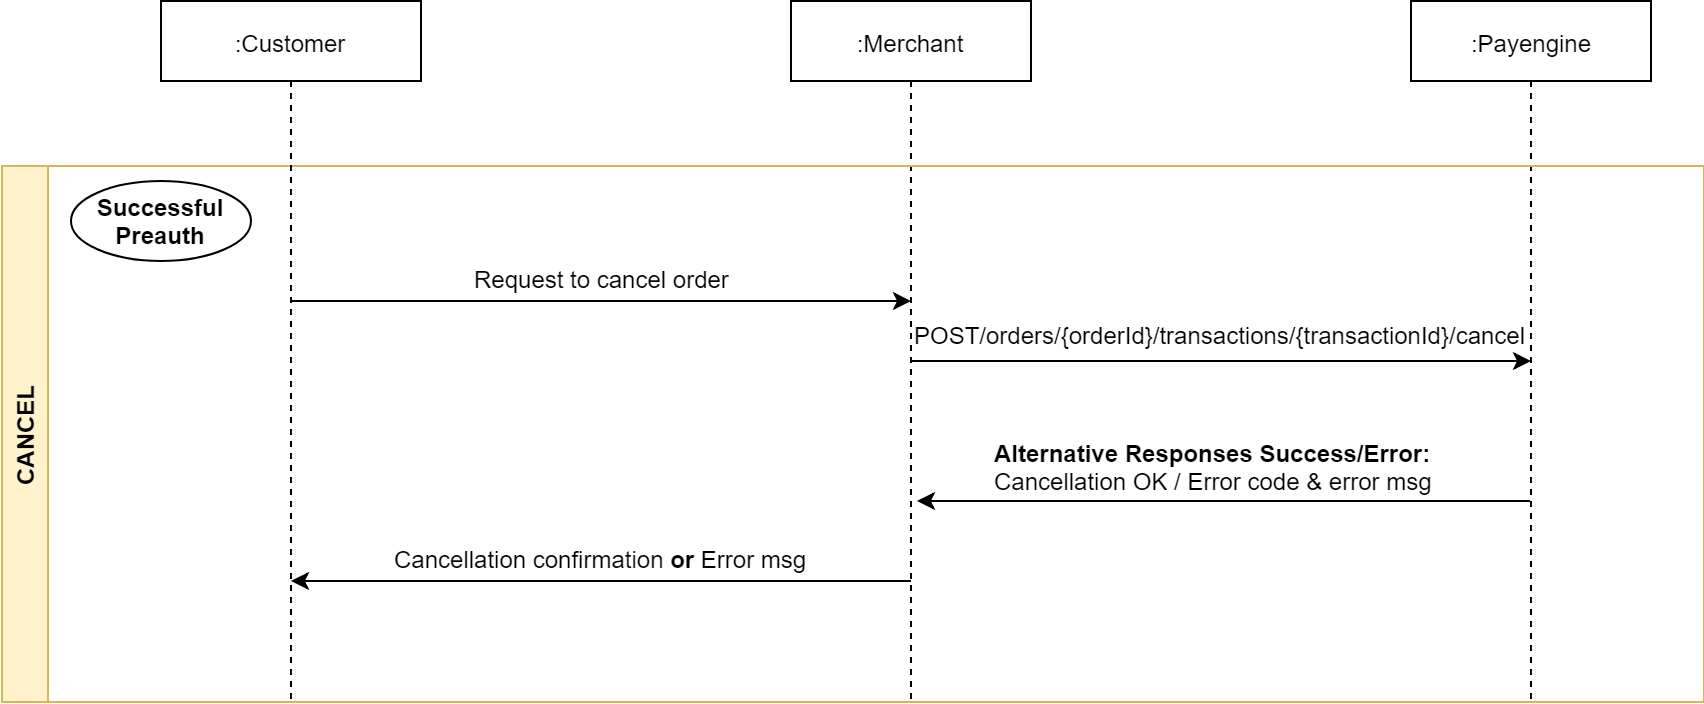 :Customer
:Merchant
:Payengine
CANCEL
Successful
Preauth
Request to cancel order
POST/orders/{orderId}/transactions/{transactionId}/cancel
Alternative Responses Success/Error:
Cancellation OK / Error code & error msg
Cancellation confirmation or Error msg